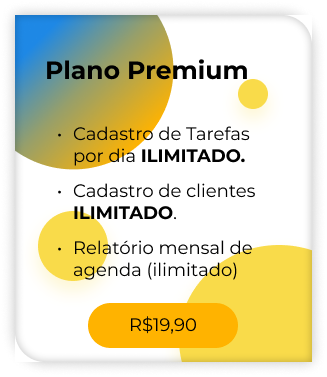 Plano Premium
• Cadastro de Tarefas
por dia ILIMITADO.
• Cadastro de clientes
ILIMITADO.
• Relatório mensal de
agenda (ilimitado)
R$19,90